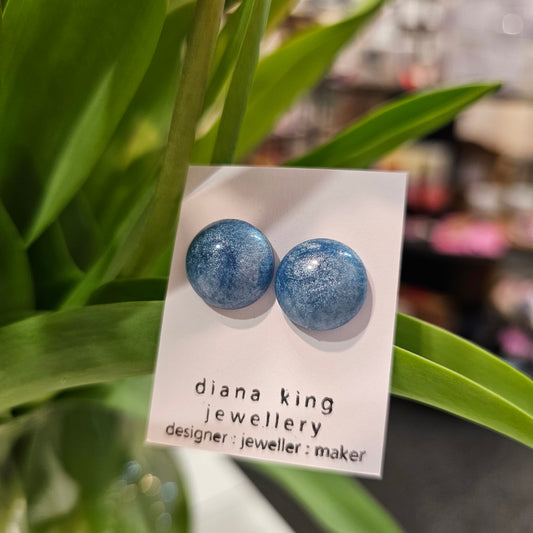 diana king
jewellery
designer : jeweller : maker